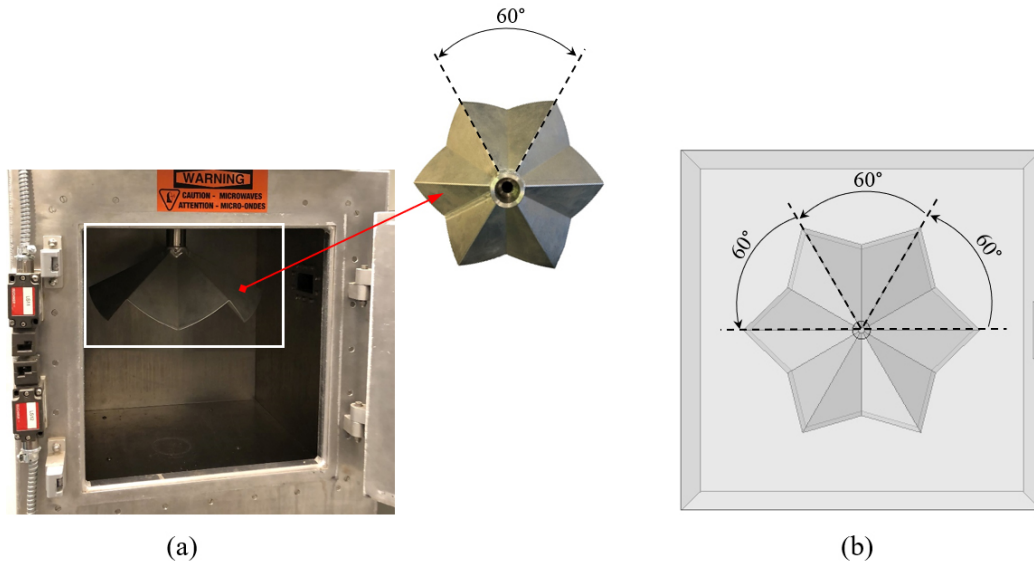 60°
WARNING
CAUTION - MICROWAVES
ATTENTION - MICRO-ONDES
60°
60°
60°
(a)
(b)